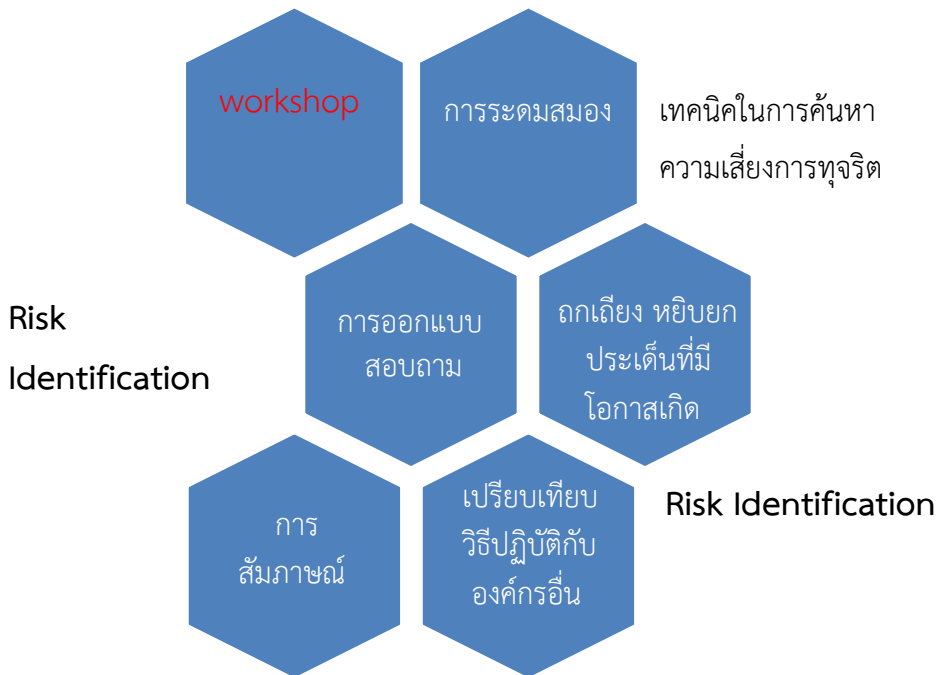 workshop
การระดมสมอง
เทคนิคในการค้นหา
ความเสี่ยงการทุจริต
Risk
Identification
การออกแบบ
สอบถาม
ถกเถียง หยิบยก
ประเด็นที่มี
โอกาสเกิด
การ
สัมภาษณ์
เปรียบเทียบ
วิธีปฏิบัติกับ
องค์กรอื่น
Risk Identification